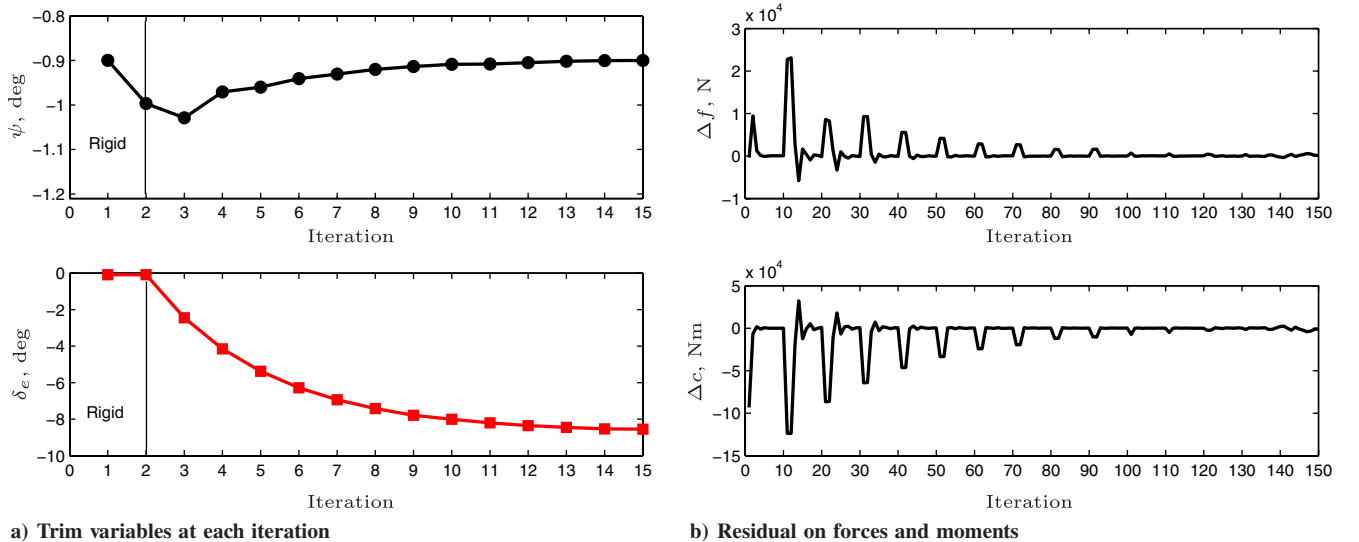 −0.8
−0.9
−1.0
−1.1
−1.2
ψ, deg
Rigid
0 1 2 3 4 5 6 7 8 9 10 11 12 13 14 15
Iteration
0
−2
−4
−6
−8
−10
δe, deg
Rigid
0 1 2 3 4 5 6 7 8 9 10 11 12 13 14 15
Iteration
a) Trim variables at each iteration
x 10^4
3
2
1
0
−1
Δf, N
0 10 20 30 40 50 60 70 80 90 100 110 120 130 140 150
Iteration
x 10^4
5
0
−5
−10
−15
Δc, Nm
0 10 20 30 40 50 60 70 80 90 100 110 120 130 140 150
Iteration
b) Residual on forces and moments